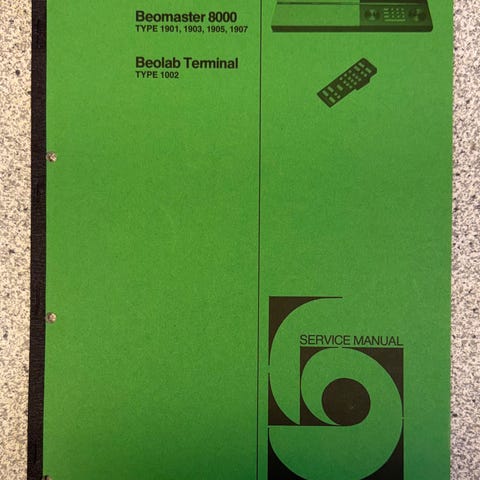 Beomaster 8000
TYPE 1901, 1903, 1905, 1907
Beolab Terminal
TYPE 1002
SERVICE MANUAL